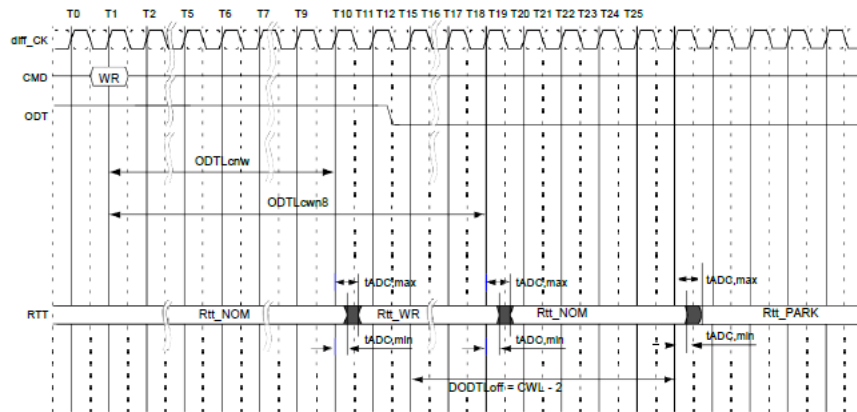 T0 T1 T2 T5 T6 T7 T9 T10 T11 T12 T15 T16 T17 T18 T19 T20 T21 T22 T23 T24 T25
diff_CK
CMD WR
ODT
ODTLcnw
ODTLcwn8
tADC,max tADC,max tADC,max
RTT Rtt_NOM Rtt_WR Rtt_NOM Rtt_PARK
tADC,min tADC,min tADC,min
DODTLoff = CWL - 2